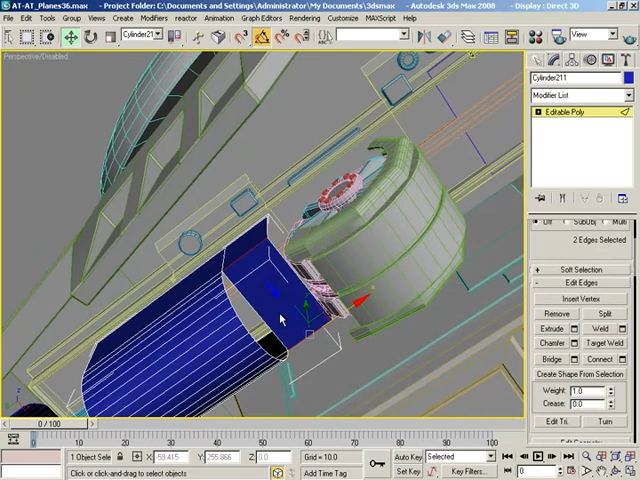 AT-AT_Planes36.max - Project Folder: C:\Documents and Settings\Administrator\My Documents\3dsmax - Autodesk 3ds Max 2008 - Display : Direct 3D
File Edit Tools Group Views Create Modifiers reactor Animation Graph Editors Rendering Customize MAXScript Help
Cylinder21 View
Perspective/Disabled
Cylinder211
Modifier List
Editable Poly
Off SubObj Multi
2 Edges Selected
+ Soft Selection
- Edit Edges
Insert Vertex
Remove Split
Extrude Weld
Chamfer Target Weld
Bridge Connect
Create Shape From Selection
Weight: 1.0
Crease: 0.0
Edit Tri. Turn
Edit Geometry
0 / 100
0 10 20 30 40 50 60 70 80 90 100
1 Object Sele X: -59.415 Y: 255.866 Z: 0.0 Grid = 10.0 Auto Key Selected
Click or click-and-drag to select objects Add Time Tag Set Key Key Filters... 0